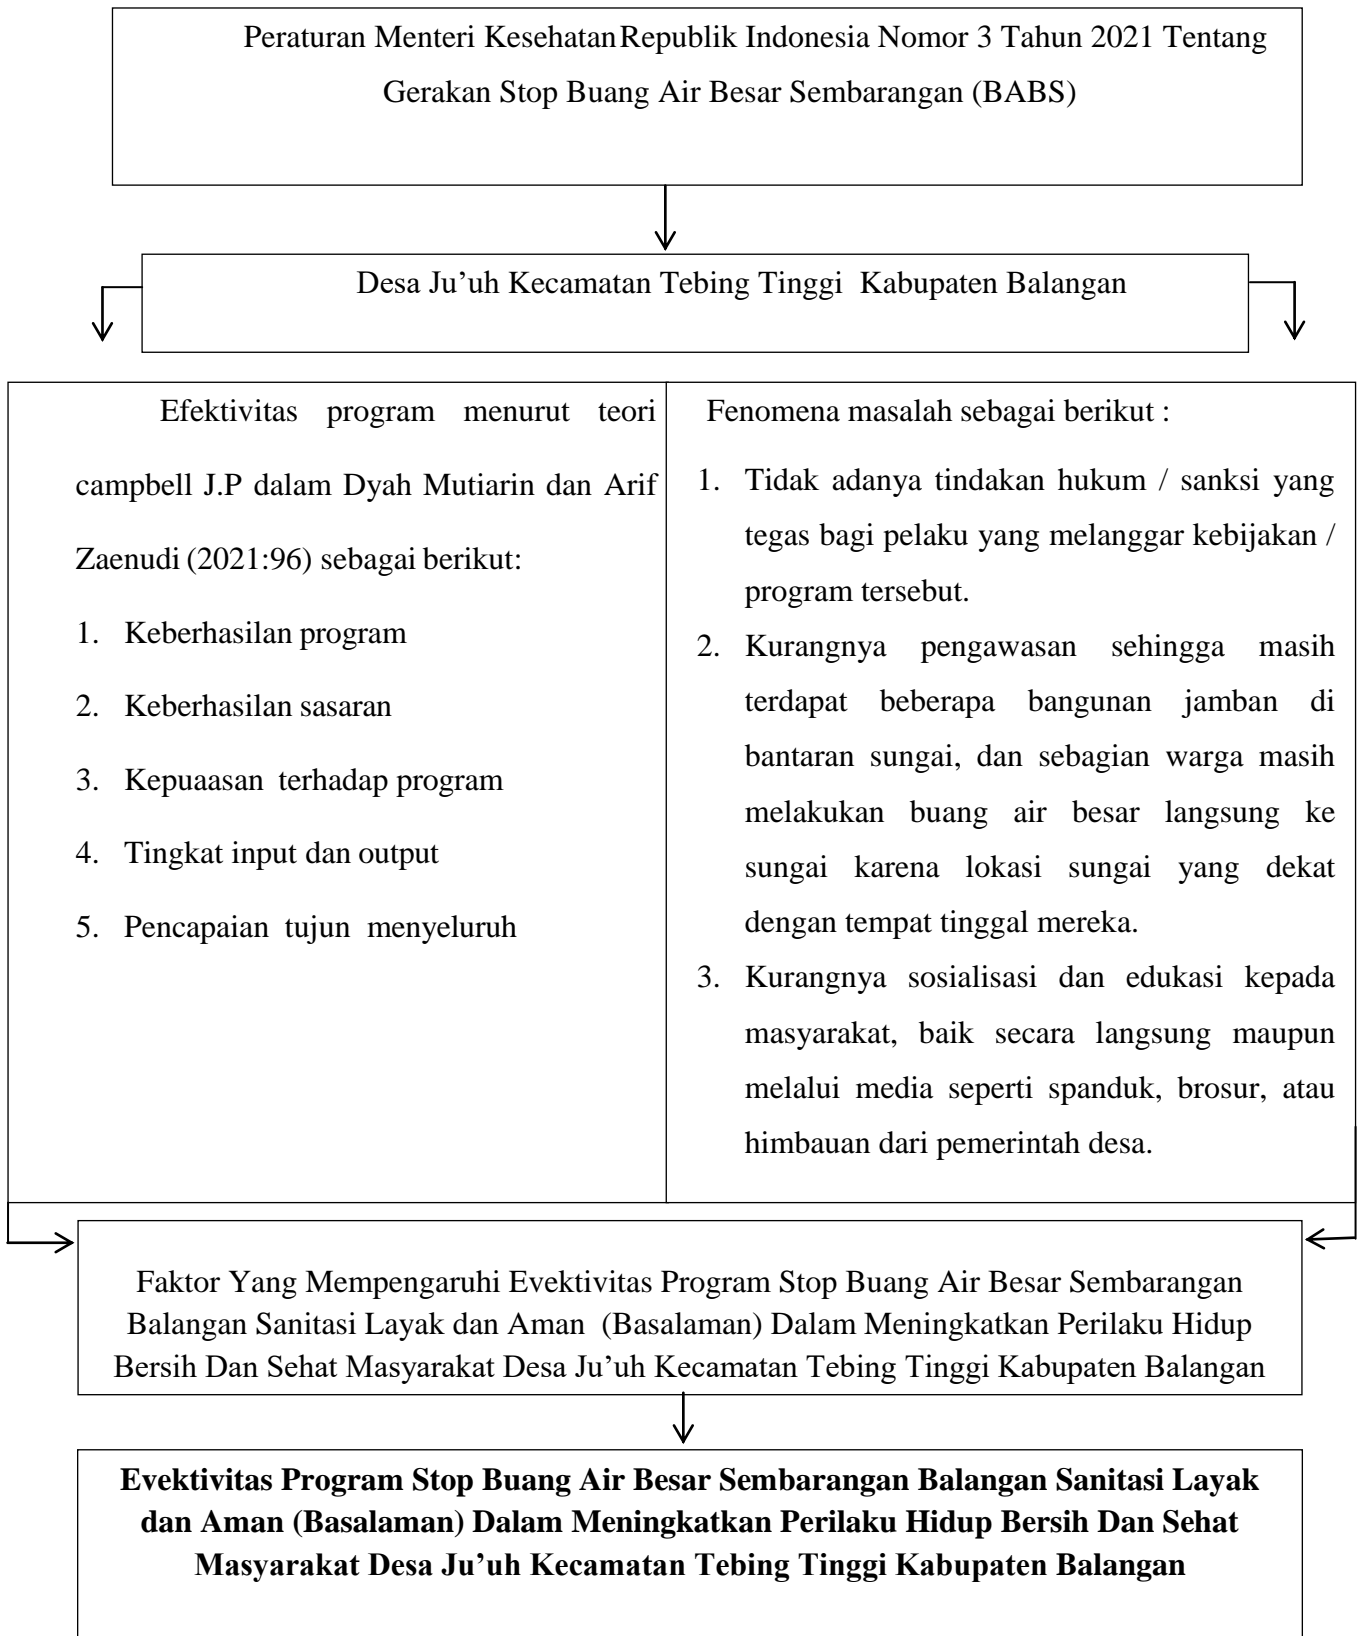 Peraturan Menteri Kesehatan Republik Indonesia Nomor 3 Tahun 2021 Tentang
Gerakan Stop Buang Air Besar Sembarangan (BABS)
Desa Ju’uh Kecamatan Tebing Tinggi Kabupaten Balangan
Efektivitas program menurut teori
campbell J.P dalam Dyah Mutiarin dan Arif
Zaenudi (2021:96) sebagai berikut:
1. Keberhasilan program
2. Keberhasilan sasaran
3. Kepuaasan terhadap program
4. Tingkat input dan output
5. Pencapaian tujun menyeluruh
Fenomena masalah sebagai berikut :
1. Tidak adanya tindakan hukum / sanksi yang
tegas bagi pelaku yang melanggar kebijakan /
program tersebut.
2. Kurangnya pengawasan sehingga masih
terdapat beberapa bangunan jamban di
bantaran sungai, dan sebagian warga masih
melakukan buang air besar langsung ke
sungai karena lokasi sungai yang dekat
dengan tempat tinggal mereka.
3. Kurangnya sosialisasi dan edukasi kepada
masyarakat, baik secara langsung maupun
melalui media seperti spanduk, brosur, atau
himbauan dari pemerintah desa.
Faktor Yang Mempengaruhi Evektivitas Program Stop Buang Air Besar Sembarangan
Balangan Sanitasi Layak dan Aman (Basalaman) Dalam Meningkatkan Perilaku Hidup
Bersih Dan Sehat Masyarakat Desa Ju’uh Kecamatan Tebing Tinggi Kabupaten Balangan
Evektivitas Program Stop Buang Air Besar Sembarangan Balangan Sanitasi Layak
dan Aman (Basalaman) Dalam Meningkatkan Perilaku Hidup Bersih Dan Sehat
Masyarakat Desa Ju’uh Kecamatan Tebing Tinggi Kabupaten Balangan